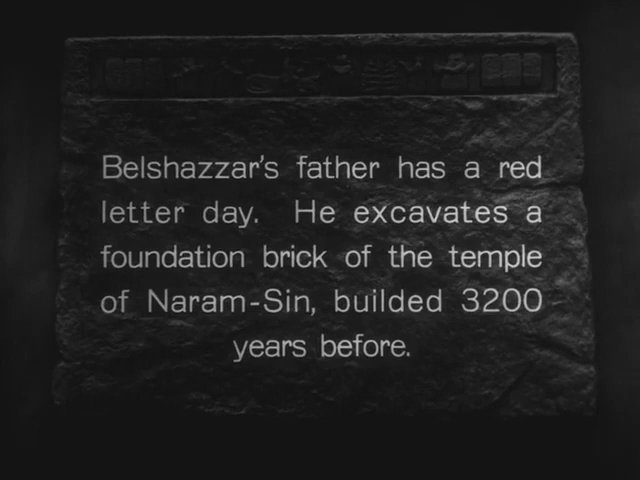 Belshazzar's father has a red
letter day. He excavates a
foundation brick of the temple
of Naram-Sin, builded 3200
years before.